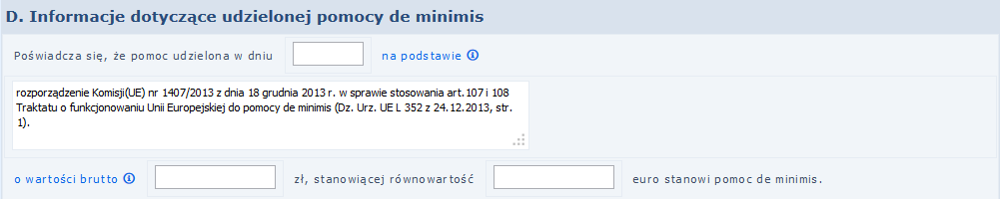 D. Informacje dotyczące udzielonej pomocy de minimis
Poświadcza się, że pomoc udzielona w dniu na podstawie
rozporządzenie Komisji(UE) nr 1407/2013 z dnia 18 grudnia 2013 r. w sprawie stosowania art. 107 i 108
Traktatu o funkcjonowaniu Unii Europejskiej do pomocy de minimis (Dz. Urz. UE L 352 z 24.12.2013, str.
1).
o wartości brutto zł, stanowiącej równowartość euro stanowi pomoc de minimis.